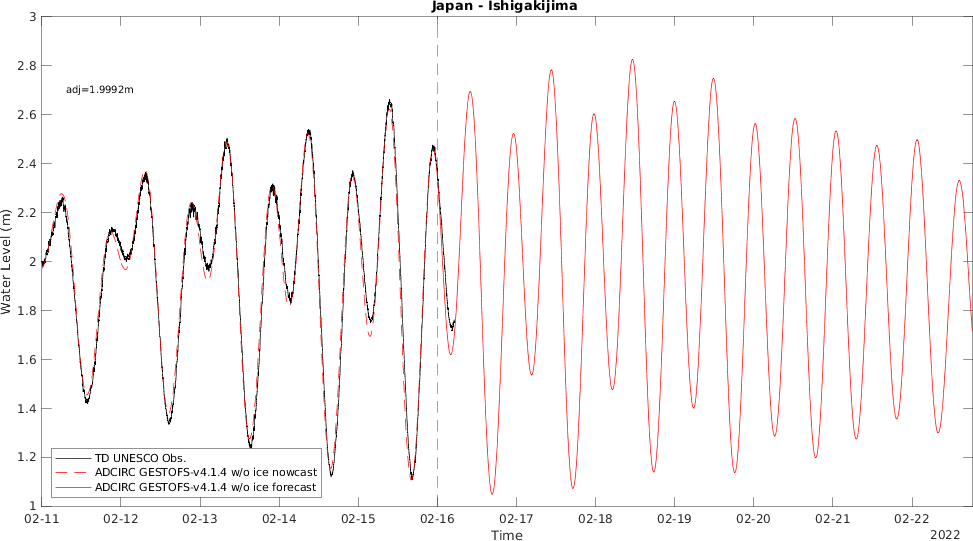 Japan - Ishigakijima
3
2.8
adj=1.9992m
2.6
2.4
2.2
2
1.8
1.6
1.4
1.2
1
Water Level (m)
TD UNESCO Obs.
ADCIRC GESTOFS-v4.1.4 w/o ice nowcast
ADCIRC GESTOFS-v4.1.4 w/o ice forecast
02-11 02-12 02-13 02-14 02-15 02-16 02-17 02-18 02-19 02-20 02-21 02-22
Time
2022